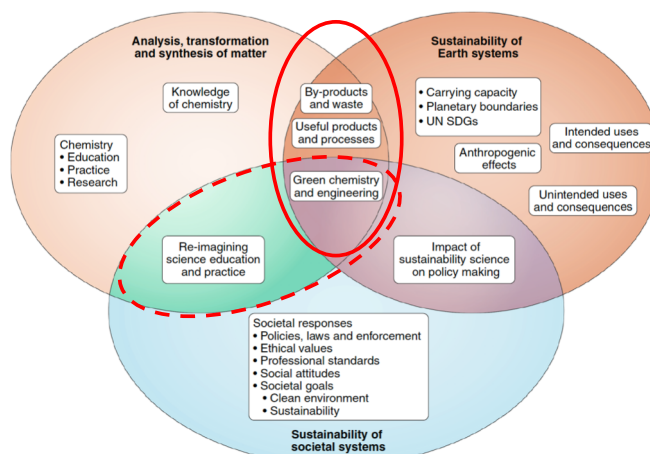 Analysis, transformation
and synthesis of matter
Sustainability of
Earth systems
Knowledge
of chemistry
By-products
and waste
Useful products
and processes
• Carrying capacity
• Planetary boundaries
• UN SDGs
Intended uses
and consequences
Chemistry
• Education
• Practice
• Research
Anthropogenic
effects
Green chemistry
and engineering
Unintended uses
and consequences
Re-imagining
science education
and practice
Impact of
sustainability science
on policy making
Societal responses
• Policies, laws and enforcement
• Ethical values
• Professional standards
• Social attitudes
• Societal goals
• Clean environment
• Sustainability
Sustainability of
societal systems